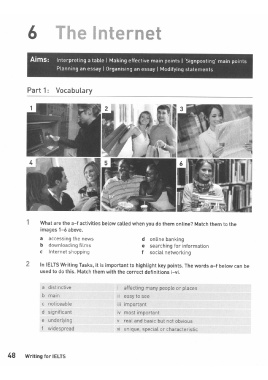 6 The Internet
Aims: Interpreting a table | Making effective main points | 'Signposting' main points
Planning an essay | Organising an essay | Modifying statements
Part 1: Vocabulary
1 2 3
4 5 6
1 What are the a-f activities below called when you do them online? Match them to the
images 1-6 above.
a accessing the news d online banking
b downloading films e searching for information
c Internet shopping f social networking
2 In IELTS Writing Tasks, it is important to highlight key points. The words a-f below can be
used to do this. Match them with the correct definitions i-vi.
a distinctive i affecting many people or places
b main ii easy to see
c noticeable iii important
d significant iv most important
e underlying v real and basic but not obvious
f widespread vi unique, special or characteristic
48 Writing for IELTS